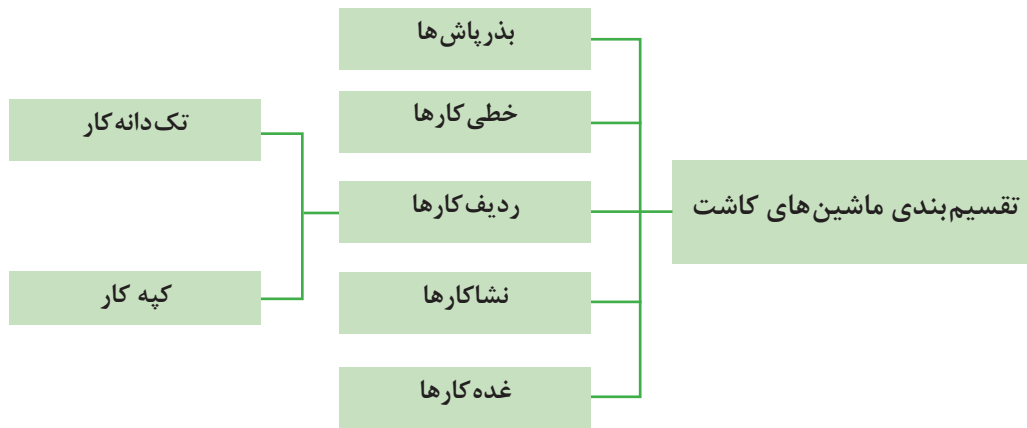 تقسیم‌بندی ماشین‌های کاشت
بذرپاش‌ها
خطی‌کارها
ردیف‌کارها
نشاکارها
غده‌کارها
تک‌دانه‌کار
کپه کار